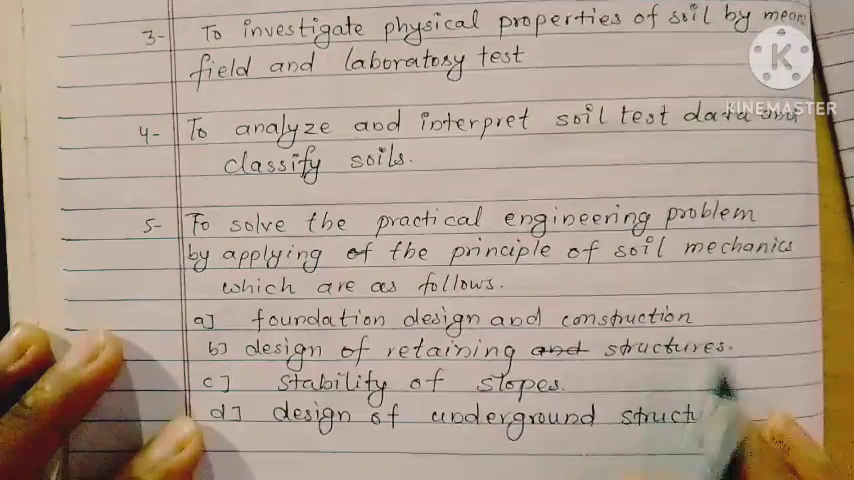 3- To investigate physical properties of soil by mean
field and laboratory test
4- To analyze and interpret soil test data and
classify soils.
5- To solve the practical engineering problem
by applying of the principle of soil mechanics
which are as follows.
a] foundation design and construction
b] design of retaining and structures.
c] stability of slopes.
d] design of underground struct
K
KINEMASTER